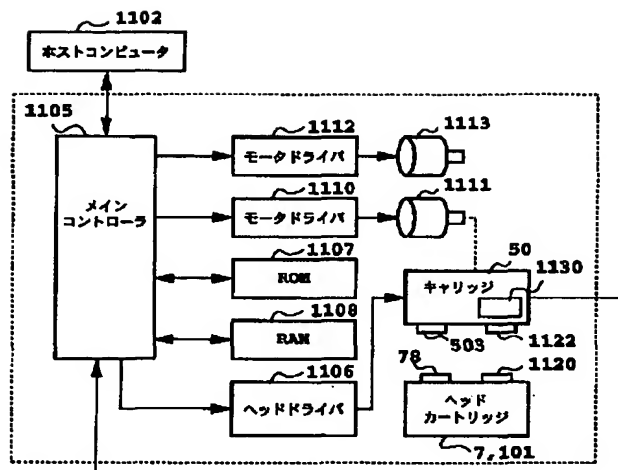 1102
ホストコンピュータ
1105
メイン
コントローラ
1112
モータドライバ
1113
1110
モータドライバ
1111
1107
ROM
50
1130
キャリッジ
1108
RAM
503
1122
1106
ヘッドドライバ
78
1120
ヘッド
カートリッジ
7,101